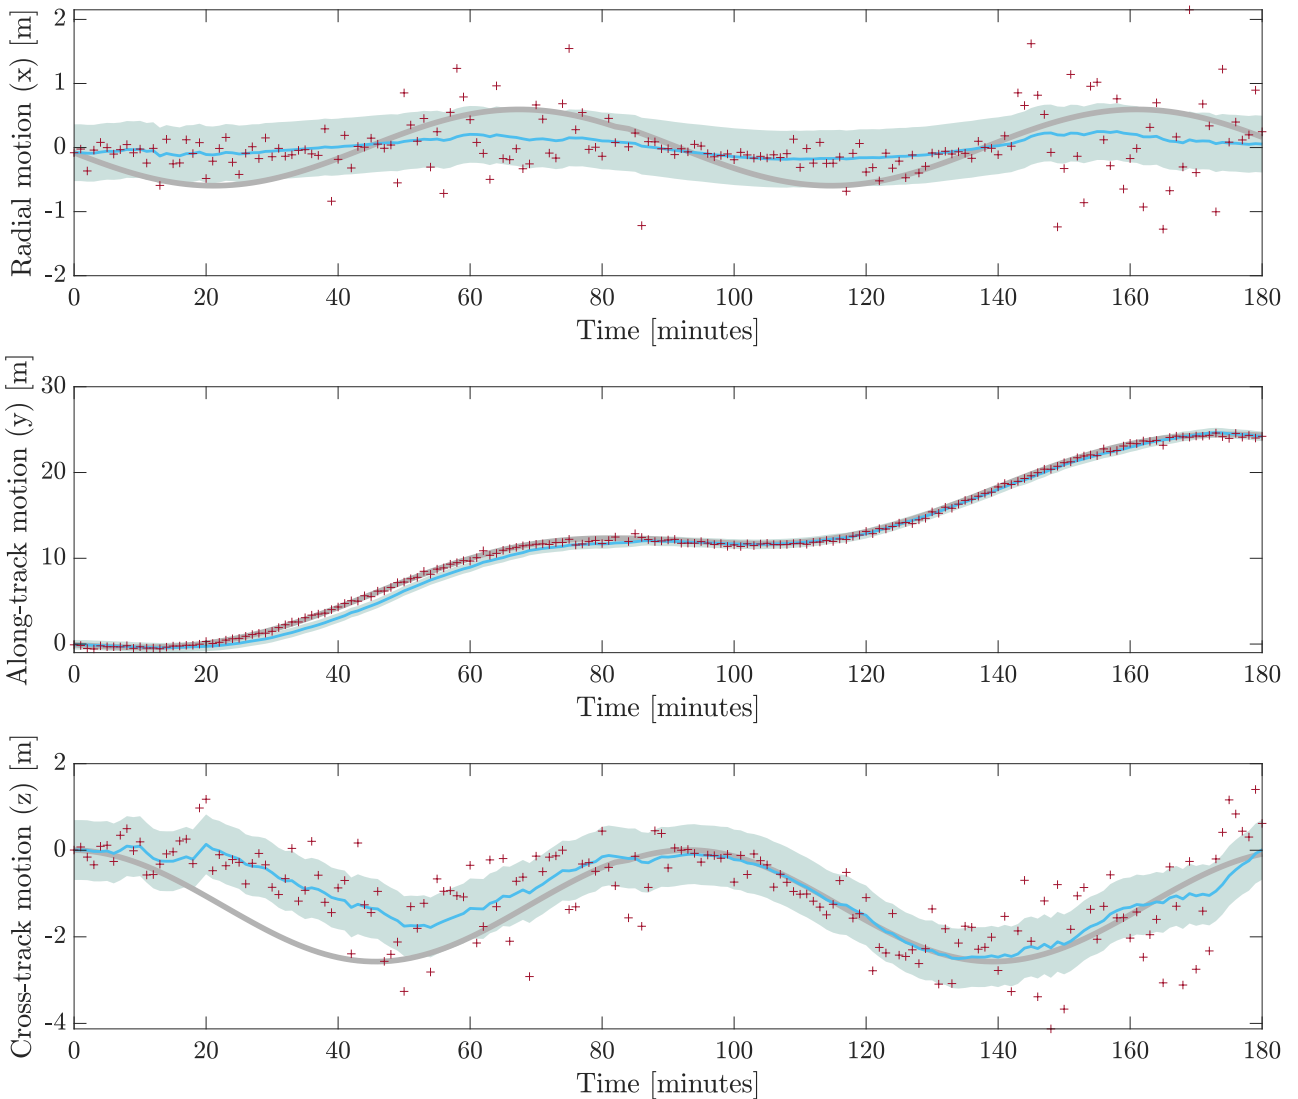 Radial motion (x) [m]
2
1
0
-1
-2
0 20 40 60 80 100 120 140 160 180
Time [minutes]
Along-track motion (y) [m]
30
20
10
0
0 20 40 60 80 100 120 140 160 180
Time [minutes]
Cross-track motion (z) [m]
2
0
-2
-4
0 20 40 60 80 100 120 140 160 180
Time [minutes]